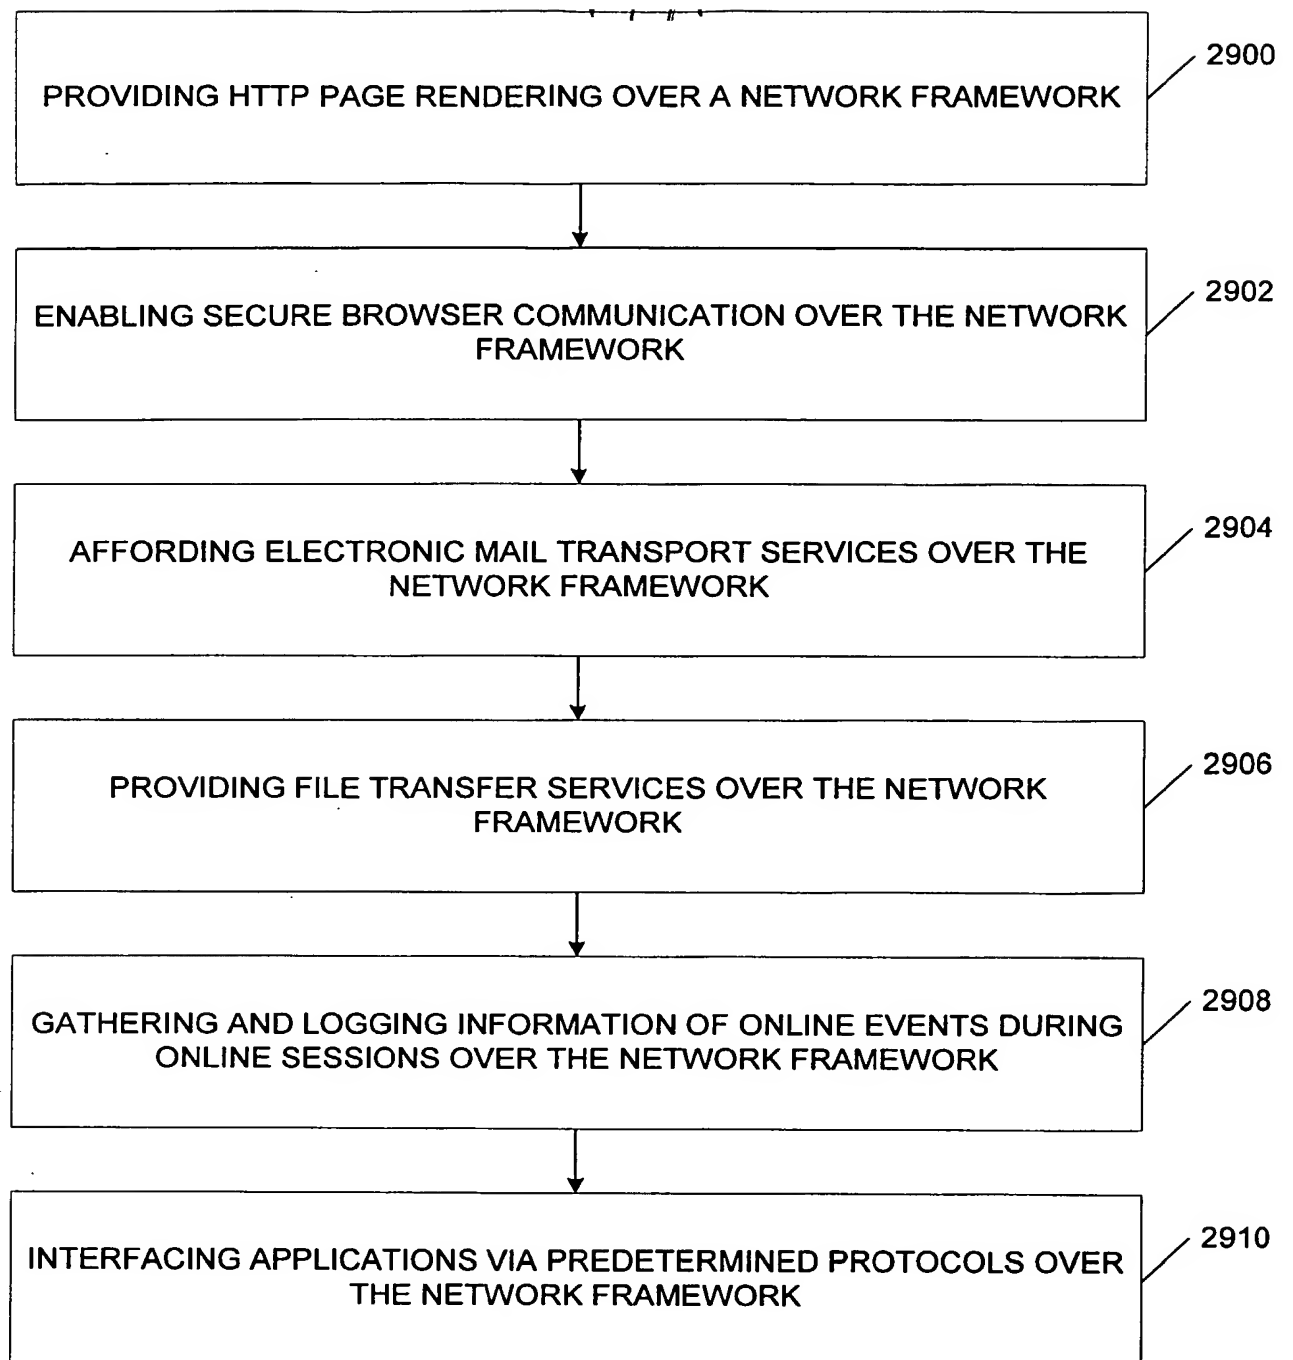 2900
PROVIDING HTTP PAGE RENDERING OVER A NETWORK FRAMEWORK
2902
ENABLING SECURE BROWSER COMMUNICATION OVER THE NETWORK
FRAMEWORK
2904
AFFORDING ELECTRONIC MAIL TRANSPORT SERVICES OVER THE
NETWORK FRAMEWORK
2906
PROVIDING FILE TRANSFER SERVICES OVER THE NETWORK
FRAMEWORK
2908
GATHERING AND LOGGING INFORMATION OF ONLINE EVENTS DURING
ONLINE SESSIONS OVER THE NETWORK FRAMEWORK
2910
INTERFACING APPLICATIONS VIA PREDETERMINED PROTOCOLS OVER
THE NETWORK FRAMEWORK